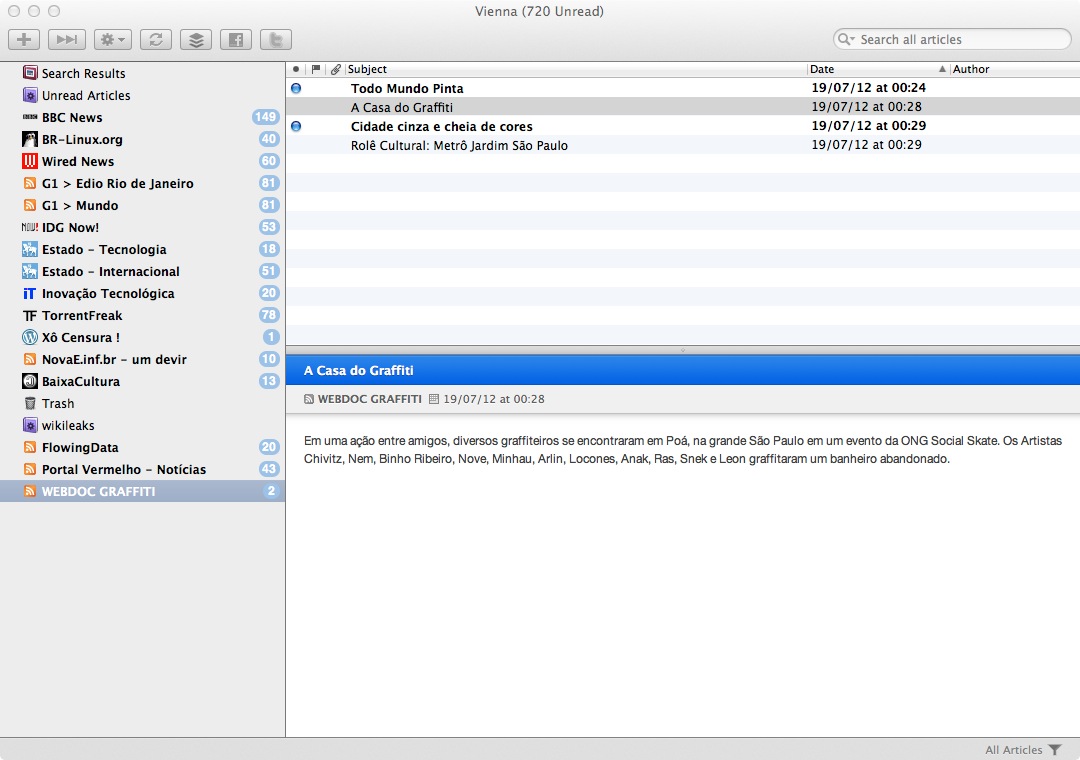 Vienna (720 Unread)
Search all articles
Search Results
Unread Articles
BBC BBC News 149
BR-Linux.org 40
Wired News 60
G1 > Edio Rio de Janeiro 81
G1 > Mundo 81
NOW! IDG Now! 53
Estado - Tecnologia 18
Estado - Internacional 51
iT Inovação Tecnológica 20
TF TorrentFreak 78
Xô Censura ! 1
NovaE.inf.br - um devir 10
BaixaCultura 13
Trash
wikileaks
FlowingData 20
Portal Vermelho - Notícias 43
WEBDOC GRAFFITI 2
Subject Date Author
Todo Mundo Pinta 19/07/12 at 00:24
A Casa do Graffiti 19/07/12 at 00:28
Cidade cinza e cheia de cores 19/07/12 at 00:29
Rolê Cultural: Metrô Jardim São Paulo 19/07/12 at 00:29
A Casa do Graffiti
WEBDOC GRAFFITI 19/07/12 at 00:28
Em uma ação entre amigos, diversos graffiteiros se encontraram em Poá, na grande São Paulo em um evento da ONG Social Skate. Os Artistas
Chivitz, Nem, Binho Ribeiro, Nove, Minhau, Arlin, Locones, Anak, Ras, Snek e Leon graffitaram um banheiro abandonado.
All Articles